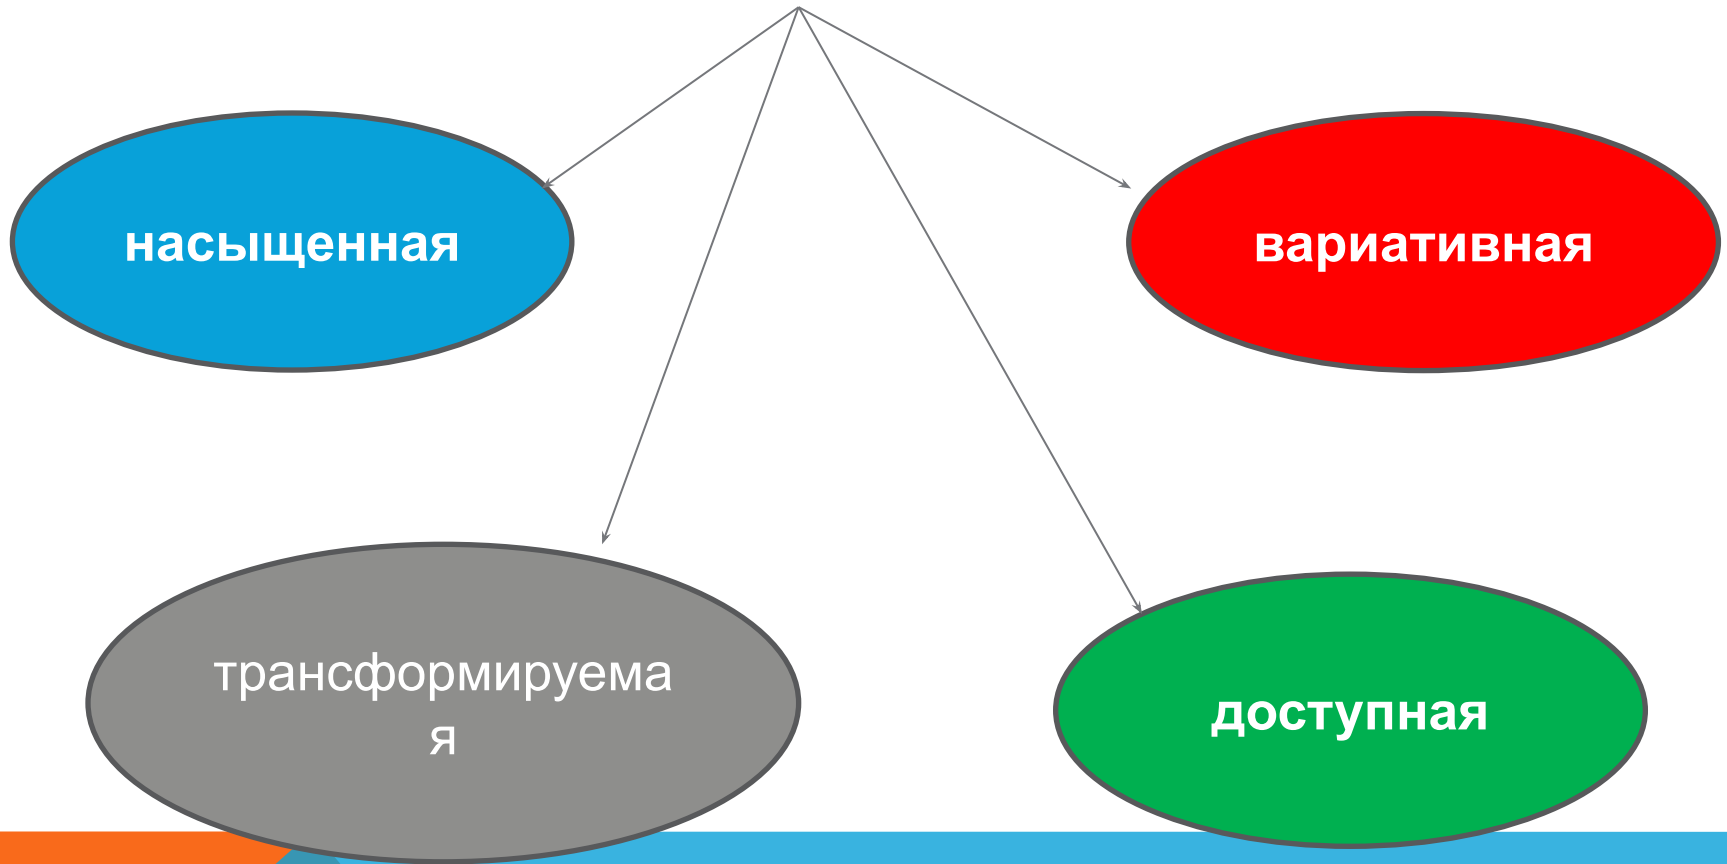 насыщенная
вариативная
трансформируема
я
доступная